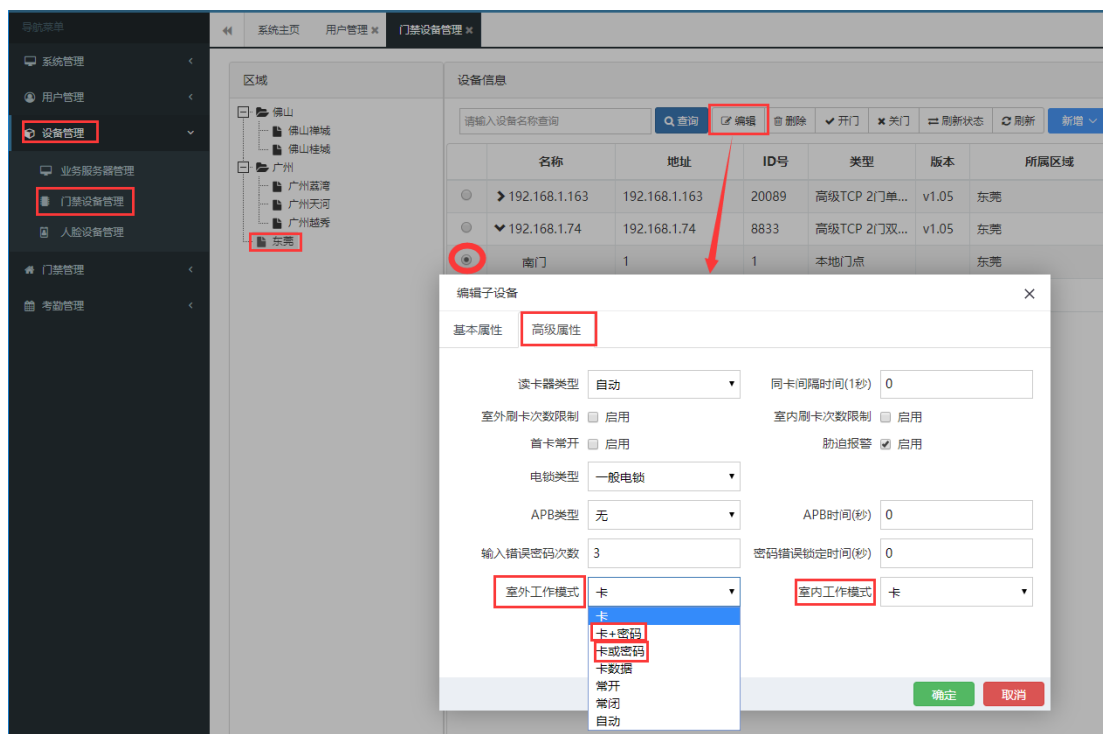 导航菜单
系统主页 用户管理 门禁设备管理
系统管理
用户管理
设备管理
业务服务器管理
门禁设备管理
人脸设备管理
门禁管理
考勤管理
区域
佛山
佛山禅城
佛山桂城
广州
广州荔湾
广州天河
广州越秀
东莞
设备信息
请输入设备名称查询 查询 编辑 删除 开门 关门 刷新状态 刷新 新增
名称 地址 ID号 类型 版本 所属区域
192.168.1.163 192.168.1.163 20089 高级TCP 2门单... v1.05 东莞
192.168.1.74 192.168.1.74 8833 高级TCP 2门双... v1.05 东莞
南门 1 1 本地门点 东莞
编辑子设备
基本属性 高级属性
读卡器类型 自动 同卡间隔时间(1秒) 0
室外刷卡次数限制 启用 室内刷卡次数限制 启用
首卡常开 启用 胁迫报警 启用
电锁类型 一般电锁
APB类型 无 APB时间(秒) 0
输入错误密码次数 3 密码错误锁定时间(秒) 0
室外工作模式 卡 室内工作模式 卡
卡
卡+密码
卡或密码
卡数据
常开
常闭
自动
确定 取消